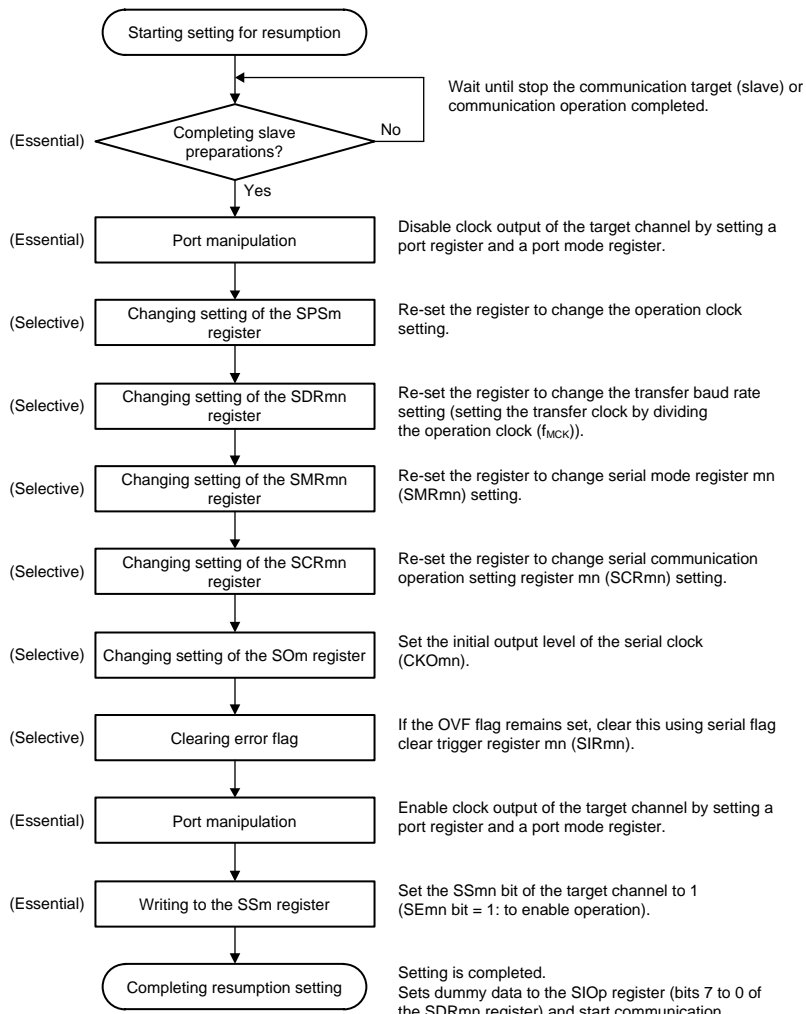 Starting setting for resumption
Wait until stop the communication target (slave) or
communication operation completed.
(Essential)
Completing slave
preparations?
No
Yes
(Essential)
Port manipulation
Disable clock output of the target channel by setting a
port register and a port mode register.
(Selective)
Changing setting of the SPSm
register
Re-set the register to change the operation clock
setting.
(Selective)
Changing setting of the SDRmn
register
Re-set the register to change the transfer baud rate
setting (setting the transfer clock by dividing
the operation clock (fMCK)).
(Selective)
Changing setting of the SMRmn
register
Re-set the register to change serial mode register mn
(SMRmn) setting.
(Selective)
Changing setting of the SCRmn
register
Re-set the register to change serial communication
operation setting register mn (SCRmn) setting.
(Selective)
Changing setting of the SOm register
Set the initial output level of the serial clock
(CKOmn).
(Selective)
Clearing error flag
If the OVF flag remains set, clear this using serial flag
clear trigger register mn (SIRmn).
(Essential)
Port manipulation
Enable clock output of the target channel by setting a
port register and a port mode register.
(Essential)
Writing to the SSm register
Set the SSmn bit of the target channel to 1
(SEmn bit = 1: to enable operation).
Completing resumption setting
Setting is completed.
Sets dummy data to the SIOp register (bits 7 to 0 of
the SDRmn register) and start communication